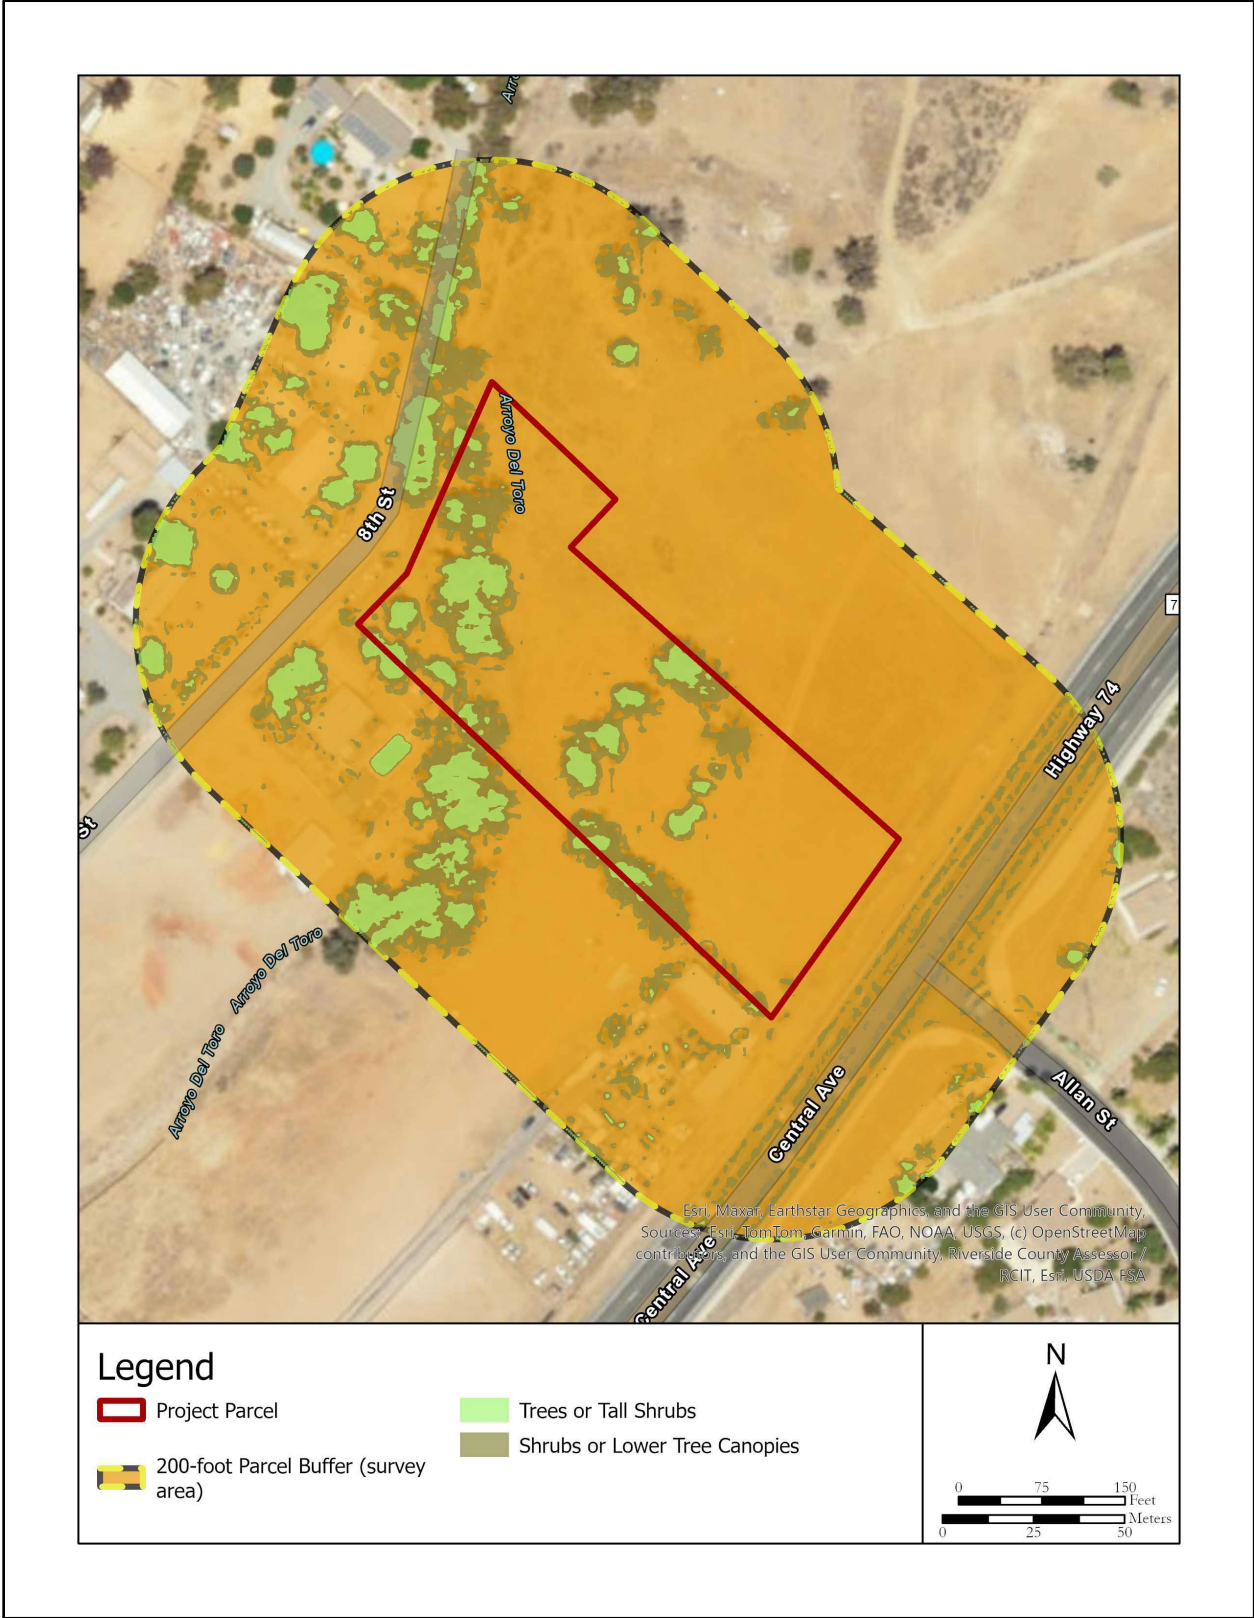 Arro
Arroyo Del Toro
8th St
7
Highway 74
St
Arroyo Del Toro
Arroyo Del Toro
Central Ave
Allan St
Central Ave
Esri, Maxar, Earthstar Geographics, and the GIS User Community,
Sources: Esri, TomTom, Garmin, FAO, NOAA, USGS, (c) OpenStreetMap
contributors, and the GIS User Community, Riverside County Assessor /
RCIT, Esri, USDA FSA
Legend
Project Parcel
200-foot Parcel Buffer (survey
area)
Trees or Tall Shrubs
Shrubs or Lower Tree Canopies
N
0 75 150
Feet
Meters
0 25 50